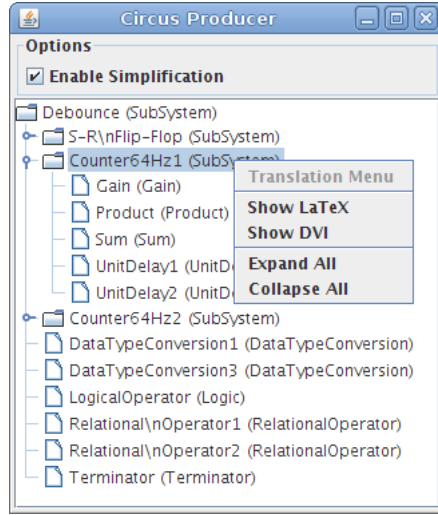 Circus Producer
Options
Enable Simplification
Debounce (SubSystem)
S-R\nFlip-Flop (SubSystem)
Counter64Hz1 (SubSystem)
Translation Menu
Gain (Gain)
Show LaTeX
Product (Product)
Show DVI
Sum (Sum)
Expand All
UnitDelay1 (UnitD
Collapse All
UnitDelay2 (UnitD
Counter64Hz2 (SubSystem)
DataTypeConversion1 (DataTypeConversion)
DataTypeConversion3 (DataTypeConversion)
LogicalOperator (Logic)
Relational\nOperator1 (RelationalOperator)
Relational\nOperator2 (RelationalOperator)
Terminator (Terminator)